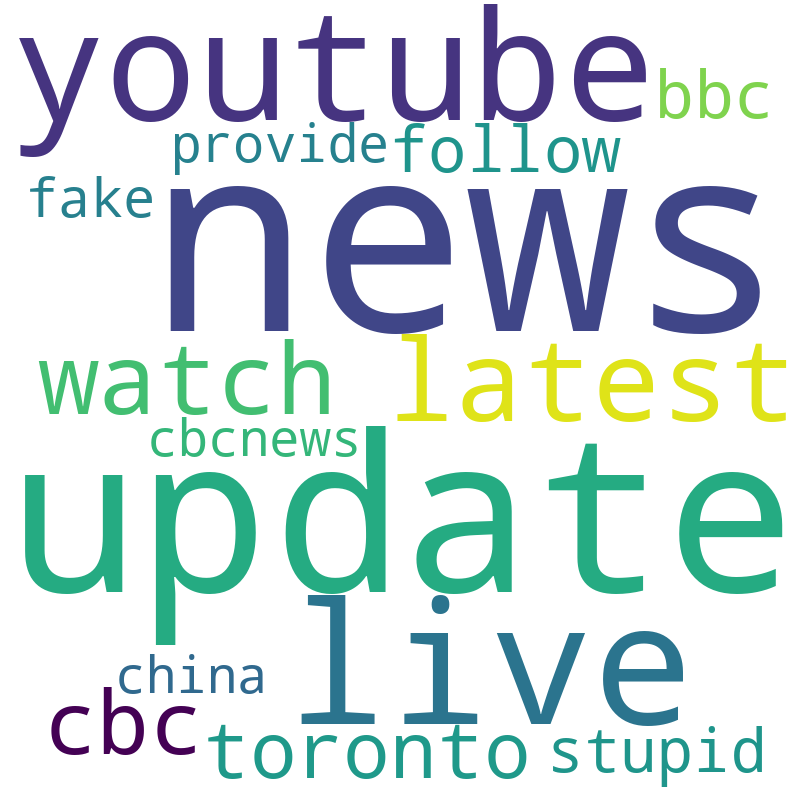 youtube bbc
provide follow
fake news
watch latest
cbcnews
update
live
china
cbc
toronto stupid